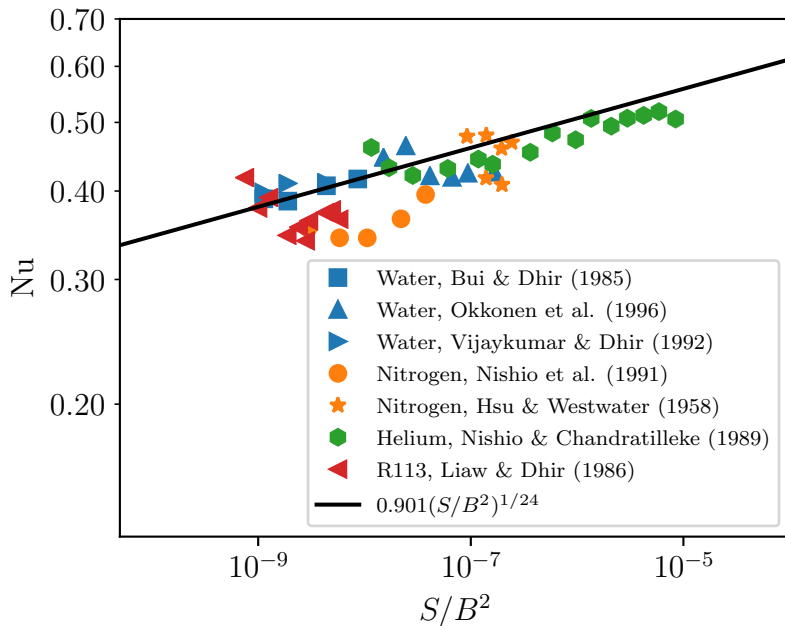 0.70
0.60
0.50
0.40
0.30
0.20
Nu
Water, Bui & Dhir (1985)
Water, Okkonen et al. (1996)
Water, Vijaykumar & Dhir (1992)
Nitrogen, Nishio et al. (1991)
Nitrogen, Hsu & Westwater (1958)
Helium, Nishio & Chandratilleke (1989)
R113, Liaw & Dhir (1986)
0.901(S/B²)^{1/24}
10⁻⁹ 10⁻⁷ 10⁻⁵
S/B²